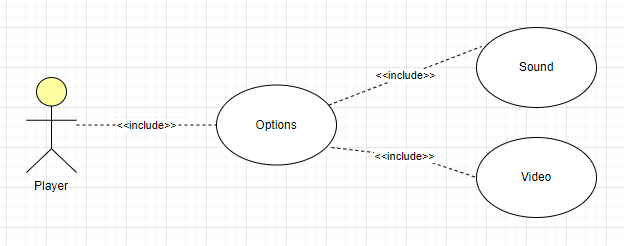 Sound
<<include>>
<<include>>
Options
<<include>>
Video
Player